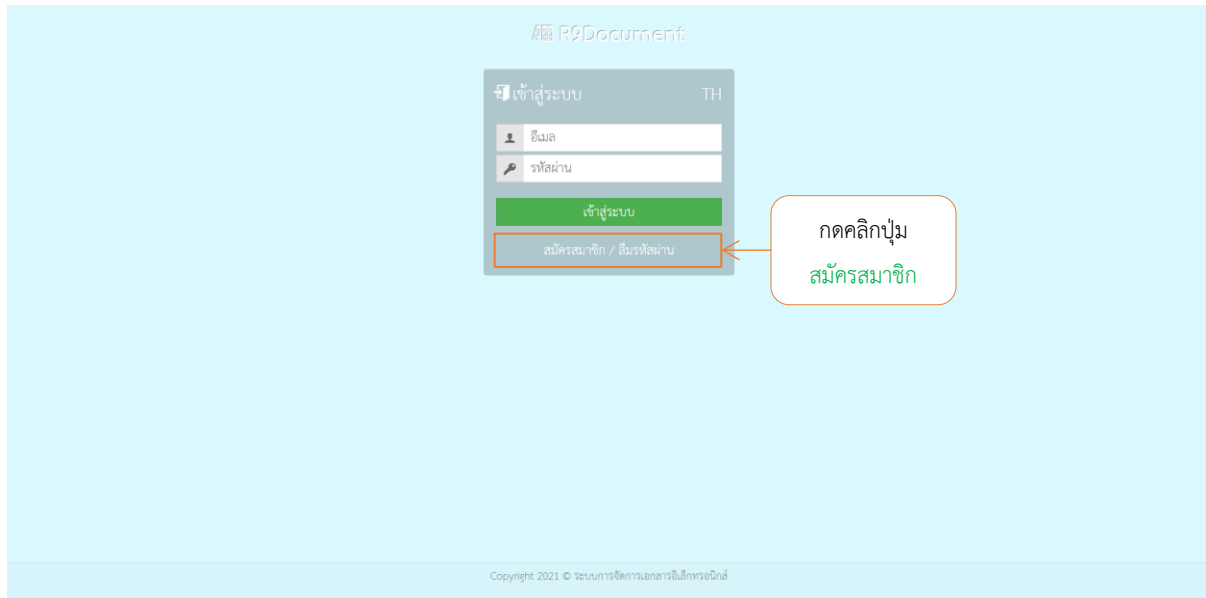 R9Document
เข้าสู่ระบบ TH
อีเมล
รหัสผ่าน
เข้าสู่ระบบ
สมัครสมาชิก / ลืมรหัสผ่าน
กดคลิกปุ่ม
สมัครสมาชิก
Copyright 2021 © ระบบการจัดการเอกสารอิเล็กทรอนิกส์